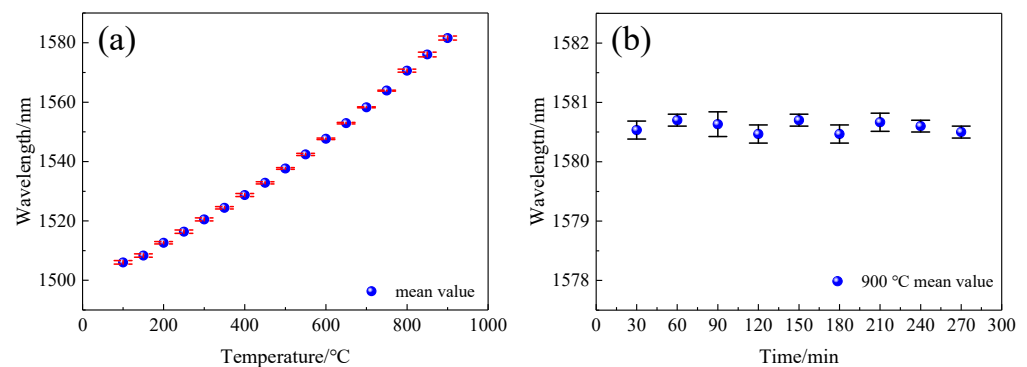 (a)
Wavelength/nm
1580
1560
1540
1520
1500
mean value
0 200 400 600 800 1000
Temperature/℃
(b)
Wavelength/nm
1582
1581
1580
1579
1578
900 ℃ mean value
0 30 60 90 120 150 180 210 240 270 300
Time/min